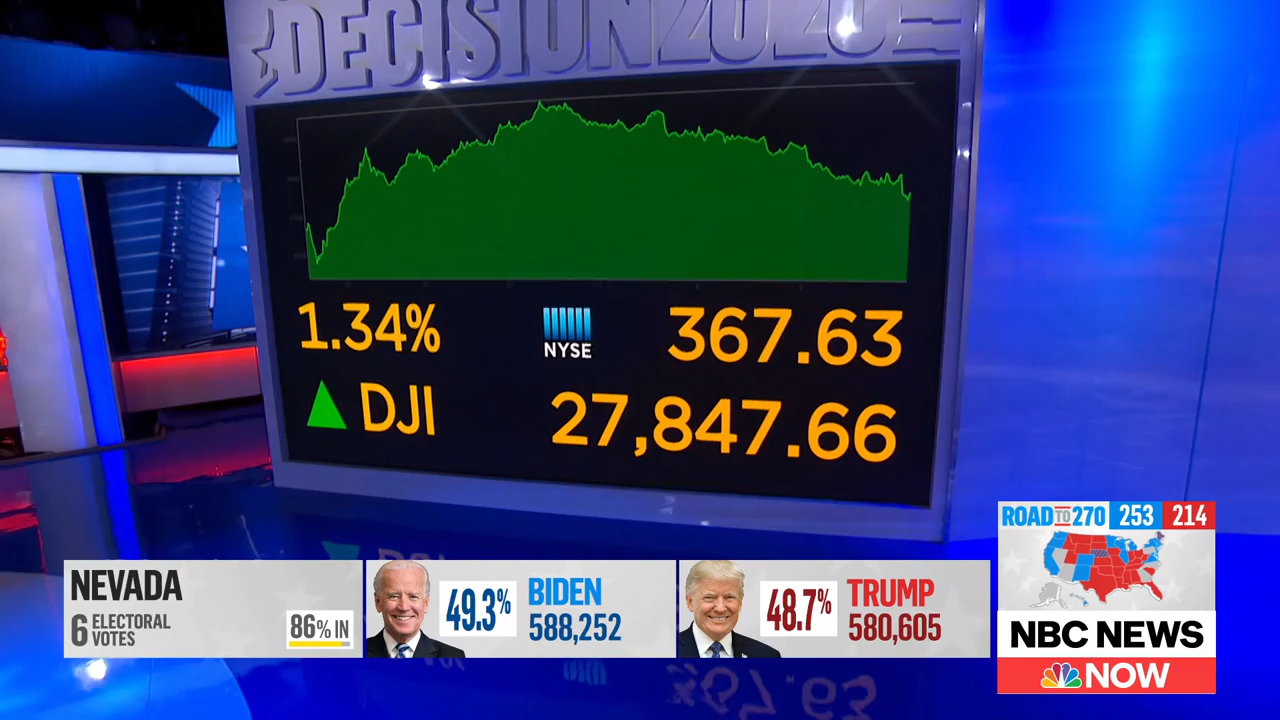 DECISION2020
1.34%
NYSE
367.63
DJI
27,847.66
ROAD TO 270
253
214
NEVADA
6 ELECTORAL VOTES
86% IN
49.3%
BIDEN
588,252
48.7%
TRUMP
580,605
NBC NEWS
NOW